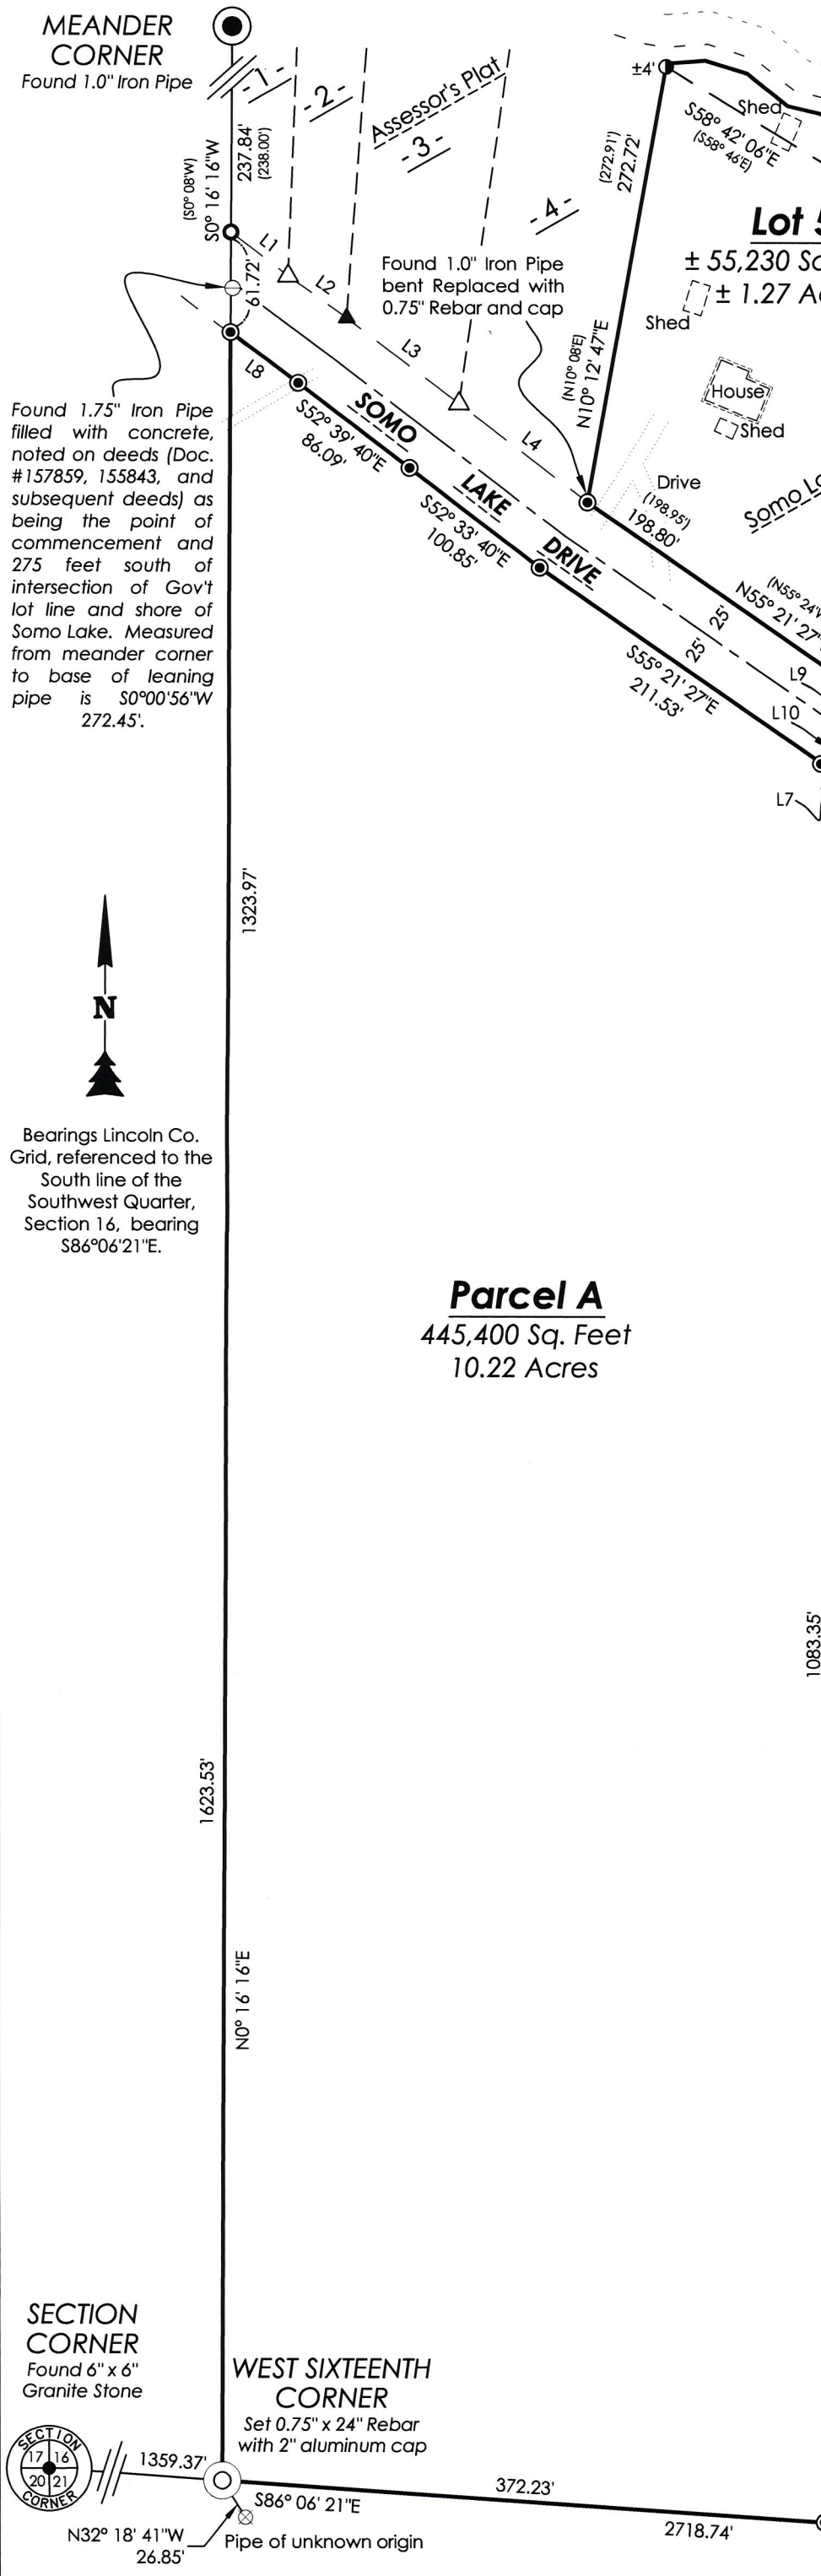 MEANDER
CORNER
Found 1.0" Iron Pipe
- 1 -
- 2 -
Assessor's Plat
- 3 -
- 4 -
±4'
Shed
S58° 42' 06"E
(S58° 46'E)
(S0° 08'W)
S0° 16' 16"W
237.84'
(238.00')
(272.91')
272.72'
Lot 5
± 55,230 Sq
± 1.27 Ac
L1
L2
61.72'
Found 1.0" Iron Pipe
bent Replaced with
0.75" Rebar and cap
Shed
L3
(N10° 08'E)
N10° 12' 47"E
House
Shed
L8
Found 1.75" Iron Pipe
filled with concrete,
noted on deeds (Doc.
#157859, 155843, and
subsequent deeds) as
being the point of
commencement and
275 feet south of
intersection of Gov't
lot line and shore of
Somo Lake. Measured
from meander corner
to base of leaning
pipe is S0°00'56"W
272.45'.
S52° 39' 40"E
86.09'
SOMO
LAKE
DRIVE
L4
Drive
(198.95')
198.80'
Somo La
S52° 33' 40"E
100.85'
(N55° 24'W
N55° 21' 27"
25'
25'
S55° 21' 27"E
211.53'
L9
L10
L7
1323.97'
N
Bearings Lincoln Co.
Grid, referenced to the
South line of the
Southwest Quarter,
Section 16, bearing
S86°06'21"E.
Parcel A
445,400 Sq. Feet
10.22 Acres
1083.35'
1623.53'
N0° 16' 16"E
SECTION
CORNER
Found 6" x 6"
Granite Stone
WEST SIXTEENTH
CORNER
Set 0.75" x 24" Rebar
with 2" aluminum cap
SECTION
17 16
20 21
CORNER
1359.37'
372.23'
S86° 06' 21"E
2718.74'
N32° 18' 41"W
26.85'
Pipe of unknown origin